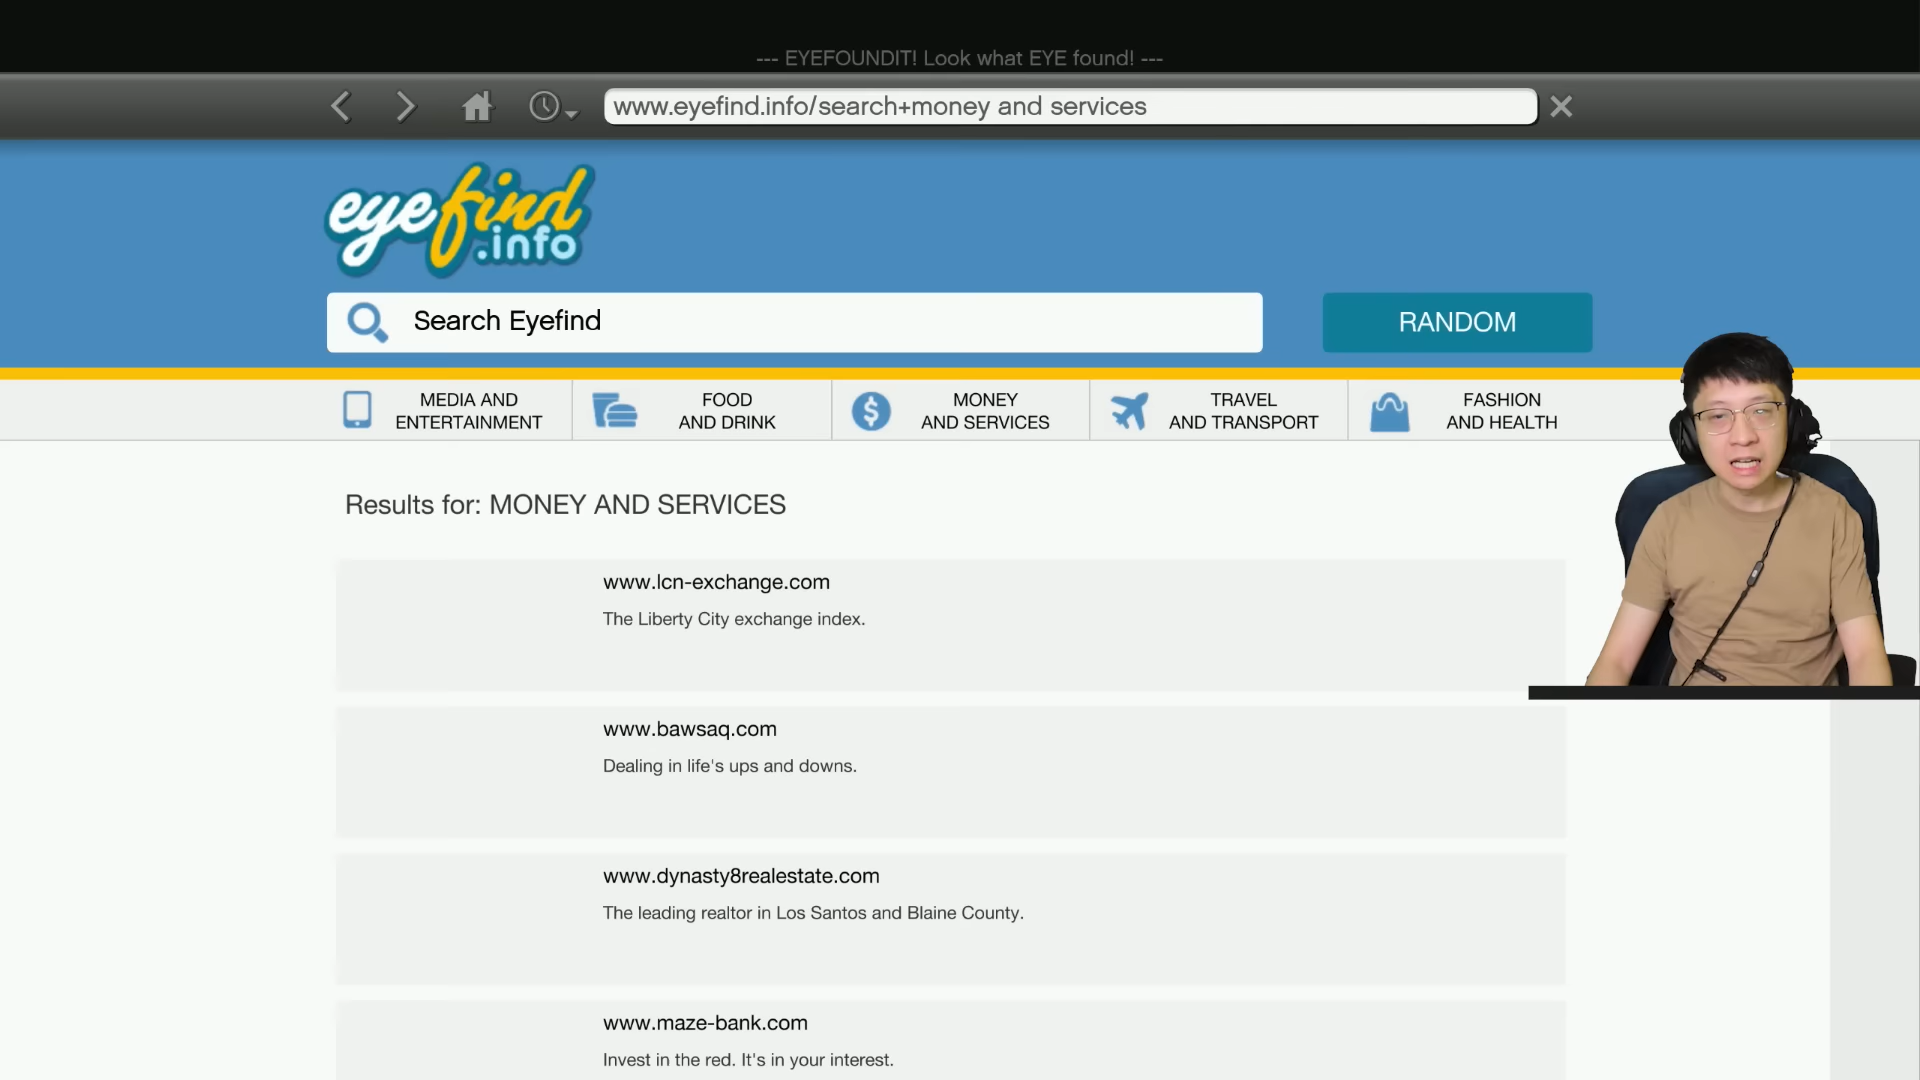 --- EYEFOUNDIT! Look what EYE found! ---
www.eyefind.info/search+money and services
eyefind
.info
Search Eyefind
RANDOM
MEDIA AND
ENTERTAINMENT
FOOD
AND DRINK
MONEY
AND SERVICES
TRAVEL
AND TRANSPORT
FASHION
AND HEALTH
Results for: MONEY AND SERVICES
www.lcn-exchange.com
The Liberty City exchange index.
www.bawsaq.com
Dealing in life's ups and downs.
www.dynasty8realestate.com
The leading realtor in Los Santos and Blaine County.
www.maze-bank.com
Invest in the red. It's in your interest.